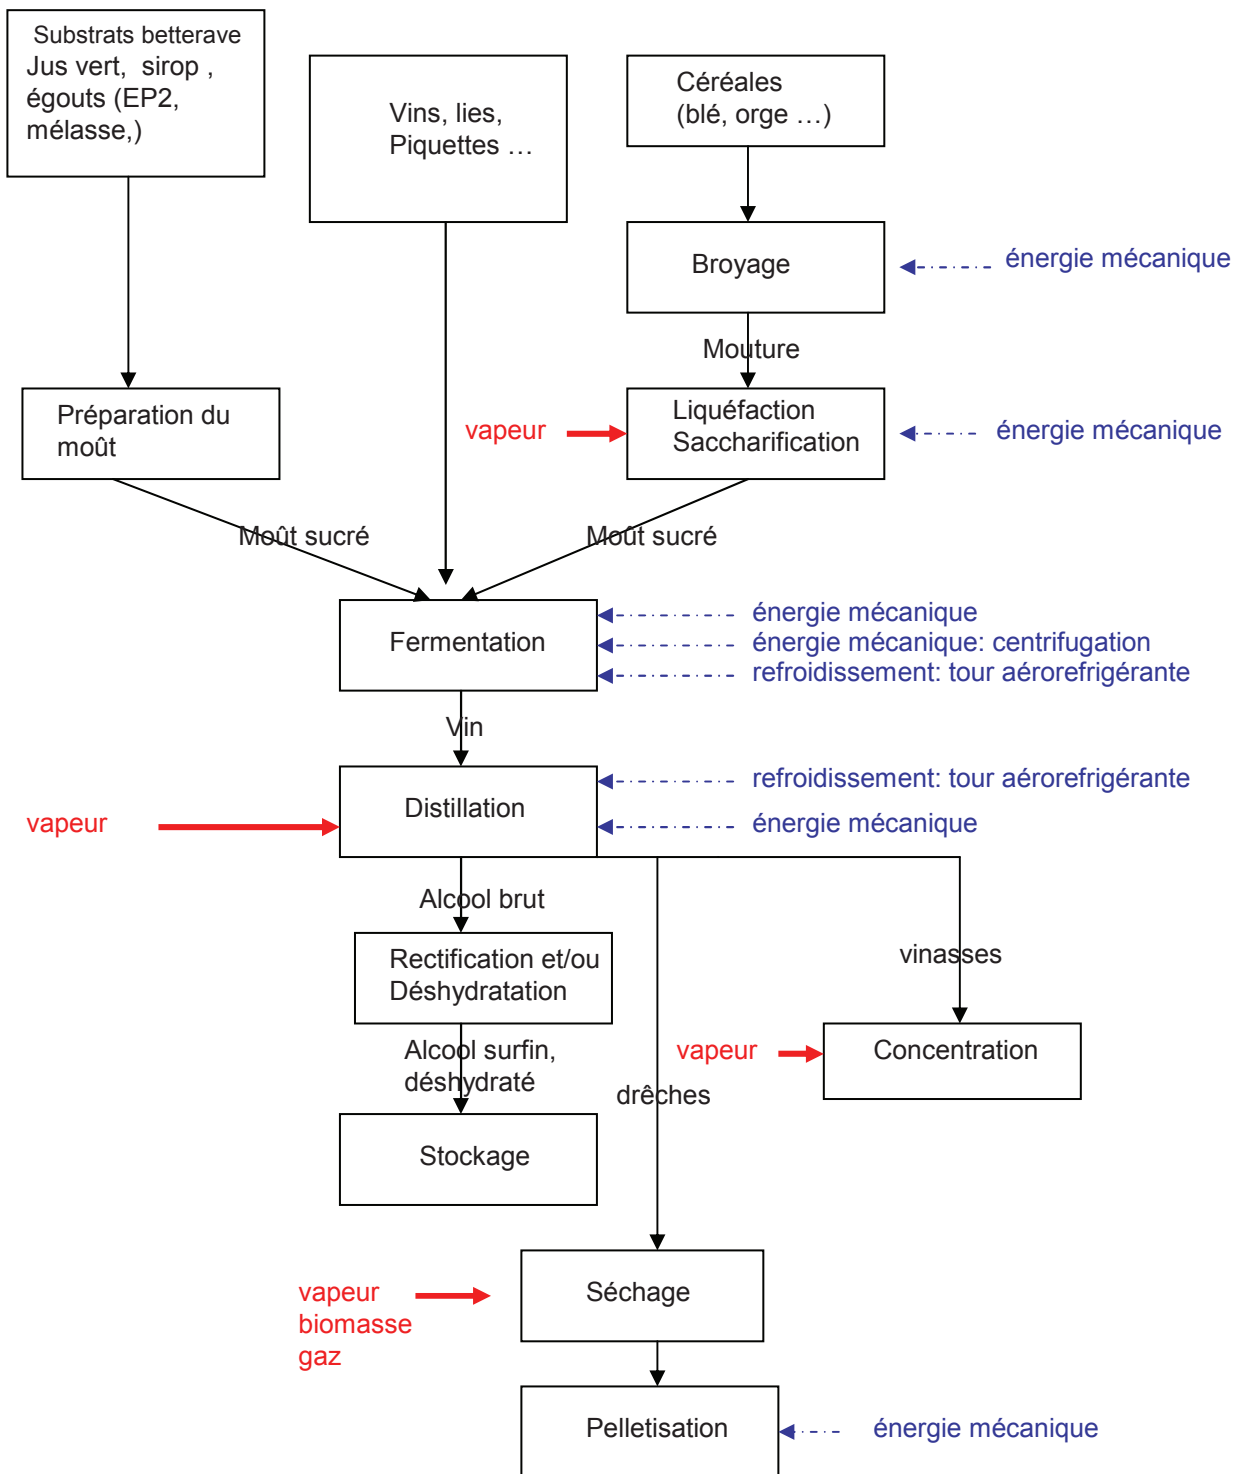 Substrats betterave
Jus vert, sirop ,
égouts (EP2,
mélasse,)
Vins, lies,
Piquettes …
Céréales
(blé, orge …)
Broyage
énergie mécanique
Mouture
Préparation du
moût
vapeur
Liquéfaction
Saccharification
énergie mécanique
Moût sucré
Moût sucré
Fermentation
énergie mécanique
énergie mécanique: centrifugation
refroidissement: tour aérorefrigérante
Vin
Distillation
refroidissement: tour aérorefrigérante
énergie mécanique
vapeur
Alcool brut
Rectification et/ou
Déshydratation
vinasses
Alcool surfin,
déshydraté
vapeur
Concentration
drêches
Stockage
Séchage
vapeur
biomasse
gaz
Pelletisation
énergie mécanique